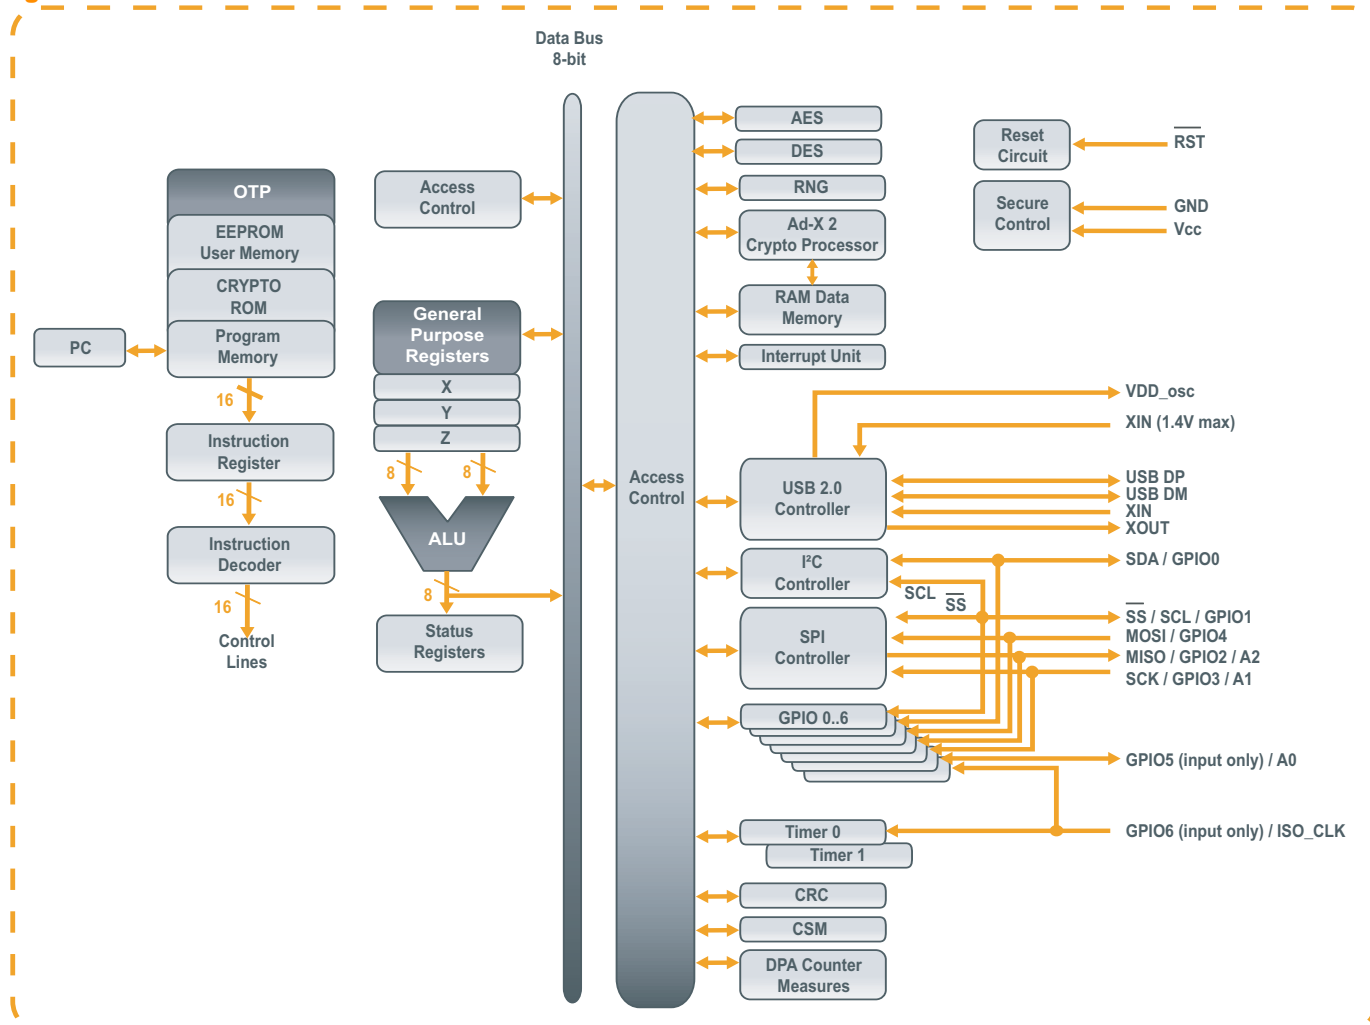 Data Bus
8-bit
OTP
EEPROM
User Memory
CRYPTO
ROM
Program
Memory
PC
16
Instruction
Register
16
Instruction
Decoder
16
Control
Lines
Access
Control
General
Purpose
Registers
X
Y
Z
8
8
ALU
8
Status
Registers
Access
Control
AES
DES
RNG
Ad-X 2
Crypto Processor
RAM Data
Memory
Interrupt Unit
USB 2.0
Controller
I²C
Controller
SCL
SS
SPI
Controller
GPIO 0..6
Timer 0
Timer 1
CRC
CSM
DPA Counter
Measures
Reset
Circuit
RST
Secure
Control
GND
Vcc
VDD_osc
XIN (1.4V max)
USB DP
USB DM
XIN
XOUT
SDA / GPIO0
SS / SCL / GPIO1
MOSI / GPIO4
MISO / GPIO2 / A2
SCK / GPIO3 / A1
GPIO5 (input only) / A0
GPIO6 (input only) / ISO_CLK